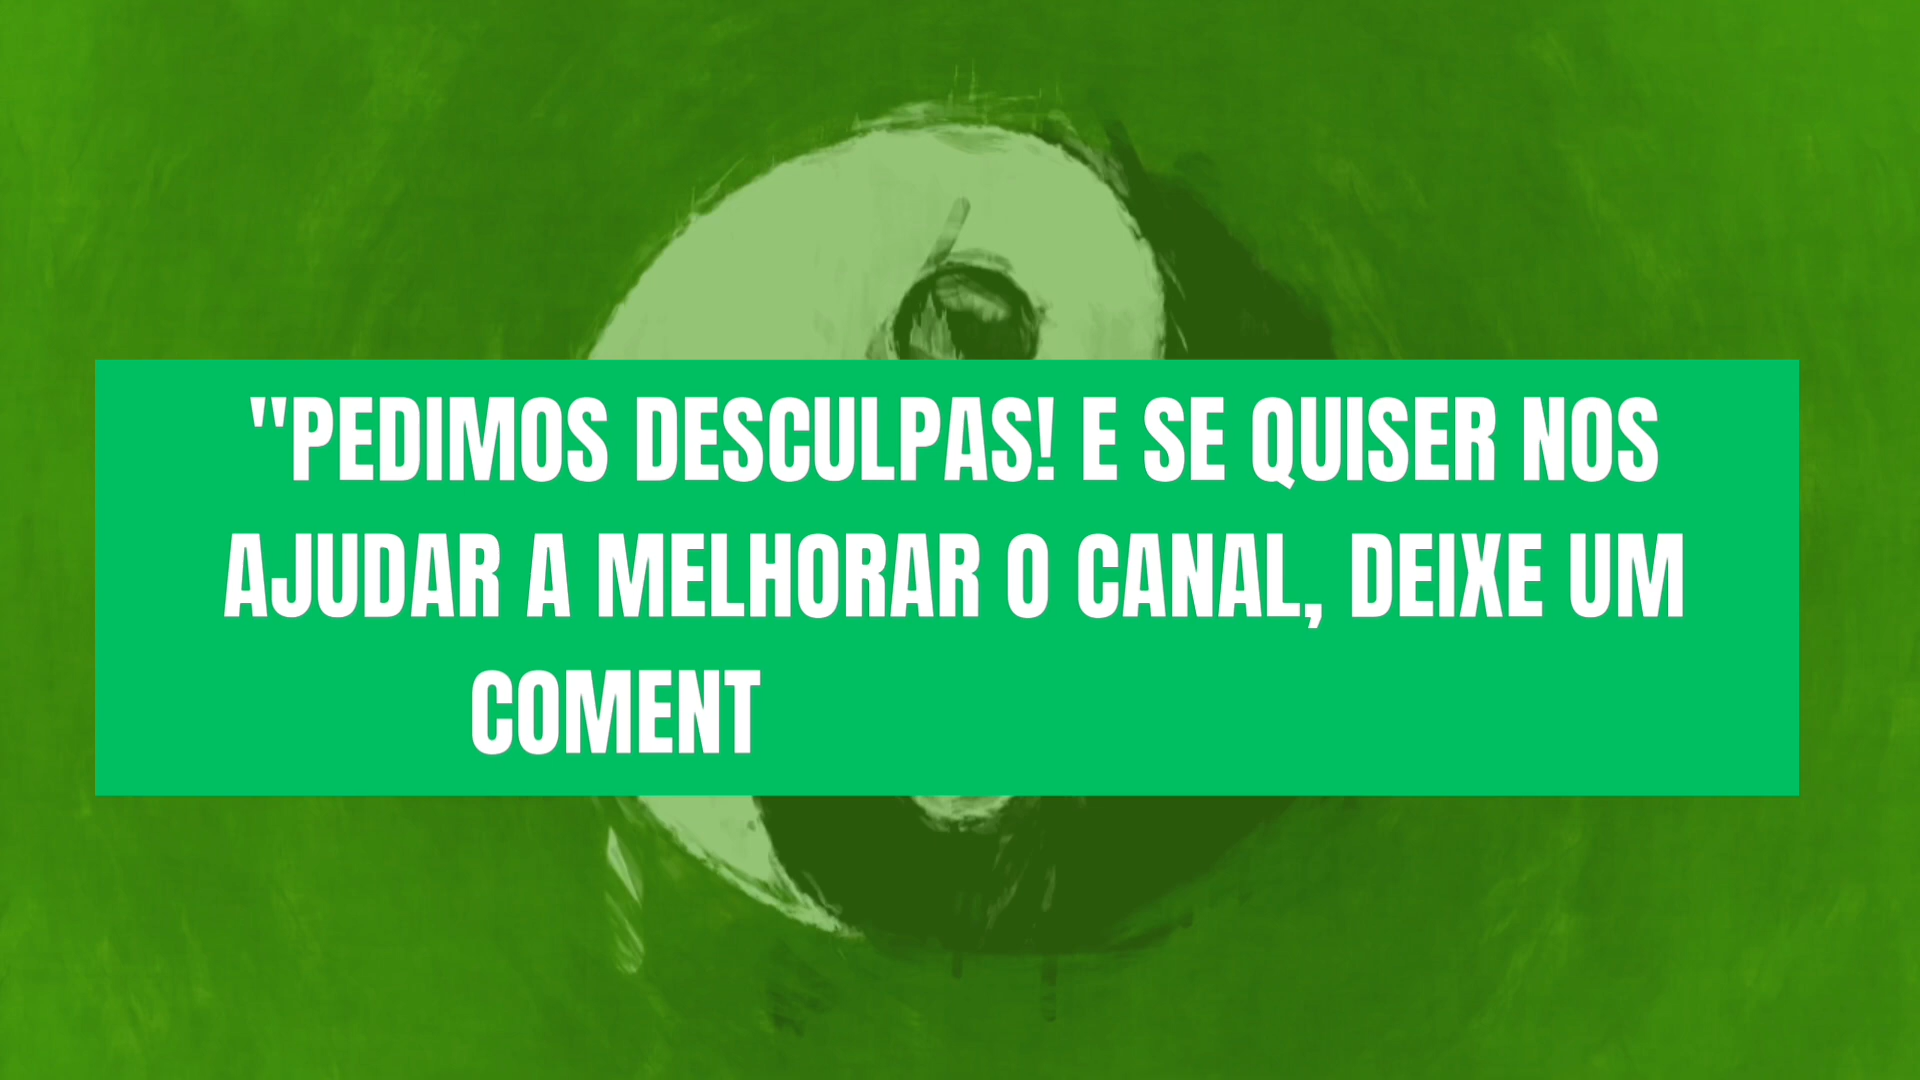 "PEDIMOS DESCULPAS! E SE QUISER NOS
AJUDAR A MELHORAR O CANAL, DEIXE UM
COMENT